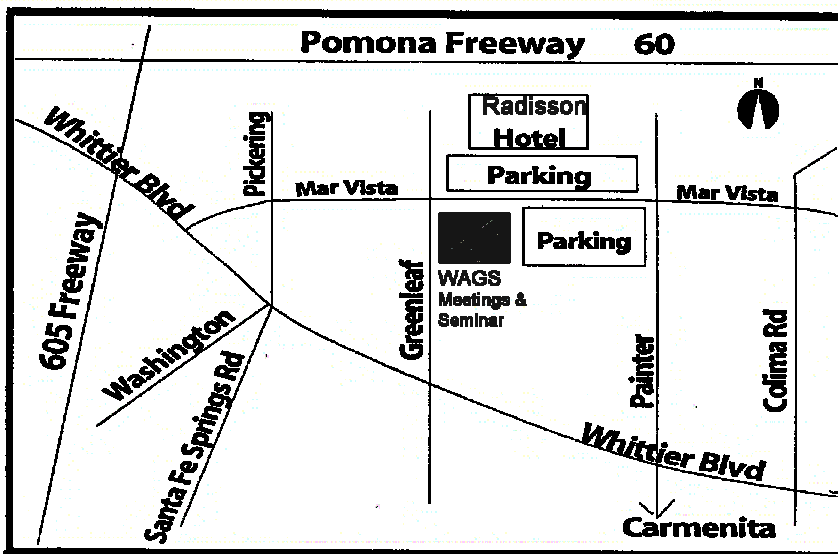 Pomona Freeway 60
N
Radisson
Hotel
Whittier Blvd
Pickering
Parking
Mar Vista
Mar Vista
Parking
605 Freeway
WAGS
Meetings &
Seminar
Greenleaf
Washington
Santa Fe Springs Rd
Painter
Colima Rd
Whittier Blvd
Carmenita